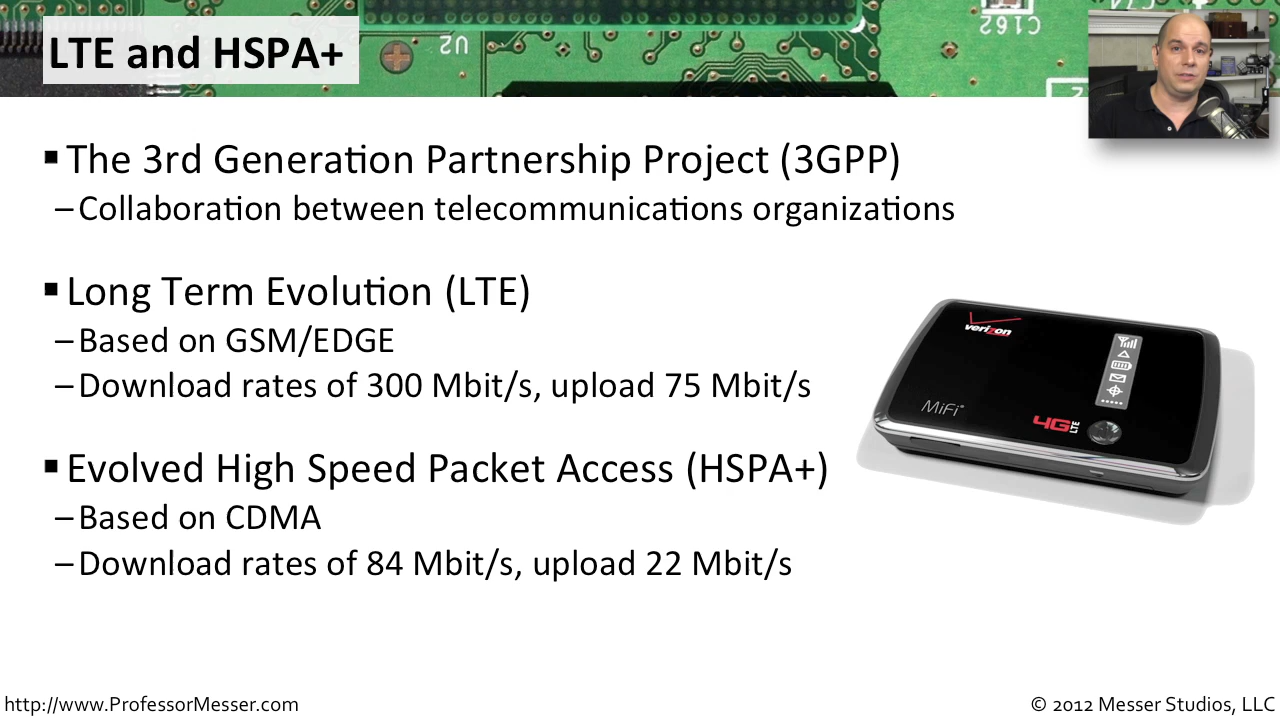 LTE and HSPA+
U2
C162
C74
▪ The 3rd Generation Partnership Project (3GPP)
– Collaboration between telecommunications organizations
▪ Long Term Evolution (LTE)
– Based on GSM/EDGE
– Download rates of 300 Mbit/s, upload 75 Mbit/s
verizon
MiFi
4G LTE
▪ Evolved High Speed Packet Access (HSPA+)
– Based on CDMA
– Download rates of 84 Mbit/s, upload 22 Mbit/s
http://www.ProfessorMesser.com
© 2012 Messer Studios, LLC